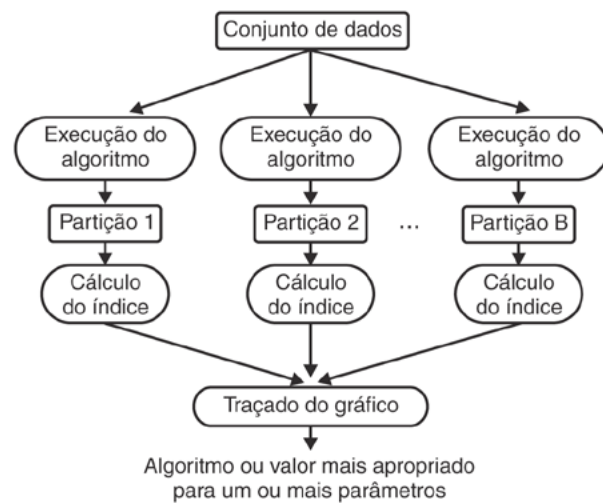 Conjunto de dados
Execução do
algoritmo
Execução do
algoritmo
Execução do
algoritmo
Partição 1
Partição 2
...
Partição B
Cálculo
do índice
Cálculo
do índice
Cálculo
do índice
Traçado do gráfico
Algoritmo ou valor mais apropriado
para um ou mais parâmetros